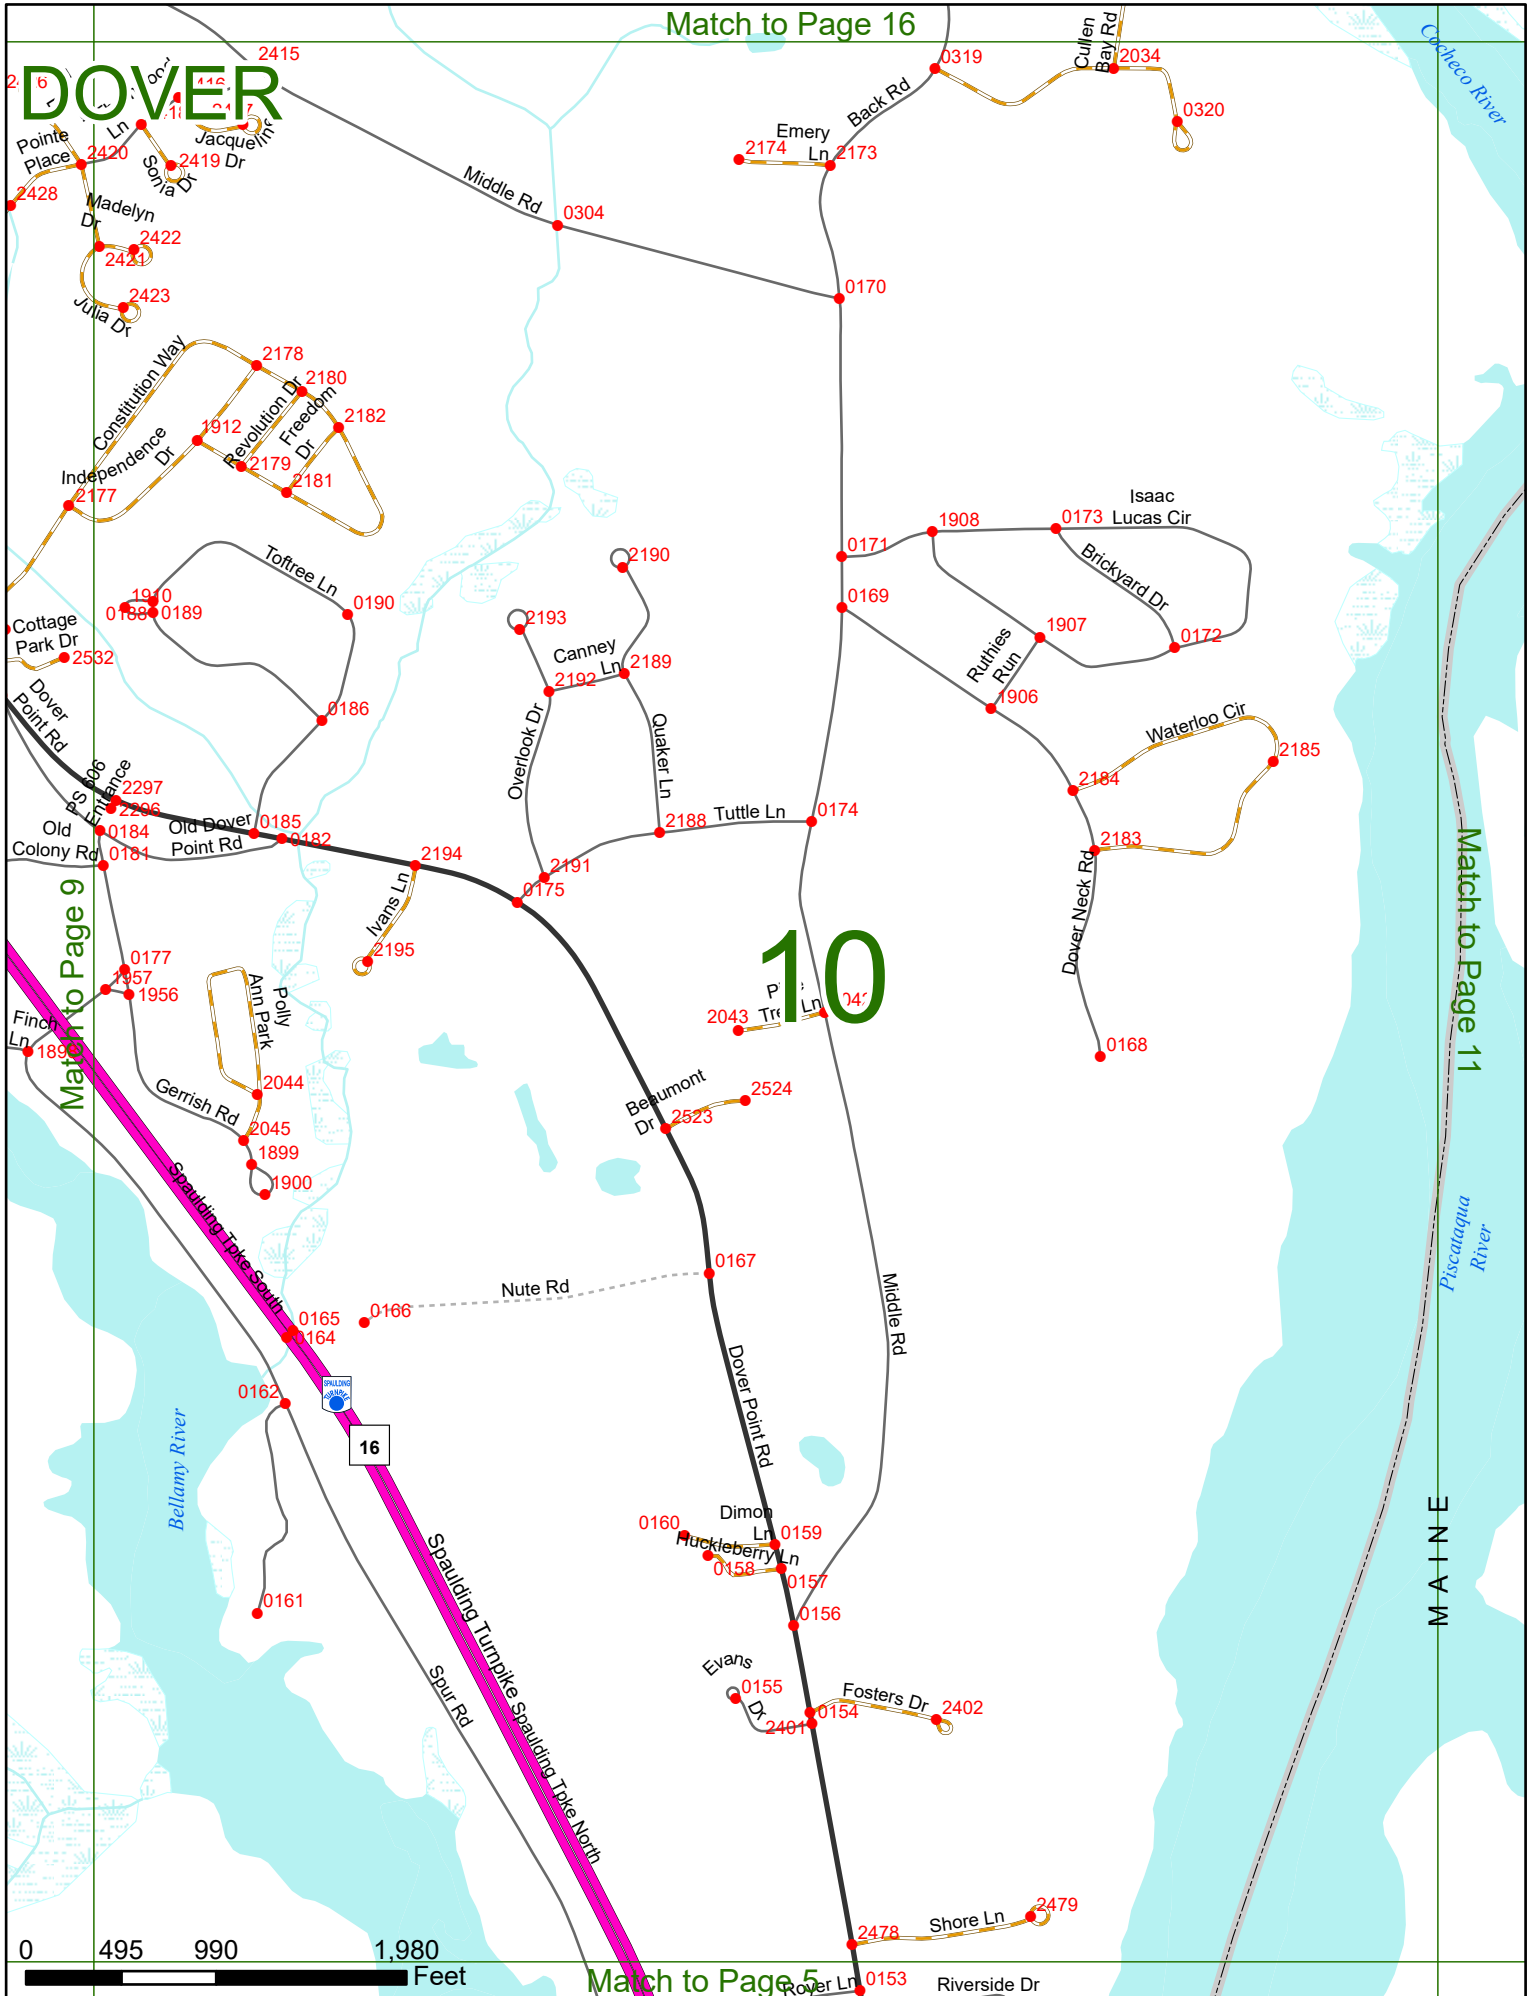 Match to Page 16
DOVER
2415
0319
Cullen
Bay Rd
2034
0320
Cocheco River
Back Rd
Emery
Ln
2174
2173
Pointe
Place
2420
Ln
Sonja Dr
2419
Jacqueline
Dr
2428
Madelyn
Dr
2422
2421
2423
Julia Dr
Middle Rd
0304
0170
Constitution Way
2178
2180
2182
Revolution Dr
Freedom
Dr
1912
Independence
Dr
2179
2181
2177
Isaac
Lucas Cir
1908
0173
0171
Brickyard Dr
0169
1907
0172
Ruthies
Run
1906
Toftree Ln
1910
0188
0189
0190
2190
2193
Canney
Ln
2189
2192
Cottage
Park Dr
2532
Dover
Point Rd
0186
Overlook Dr
Quaker Ln
Waterloo Cir
2185
2184
PS 606
Entrance
2297
2296
0184
Old
Colony Rd
0181
Old Dover
Point Rd
0185
0182
2194
2188
Tuttle Ln
0174
2183
2191
0175
Ivans Ln
2195
Dover Neck Rd
Match to Page 9
Match to Page 11
10
0177
1957
1956
Finch
Ln
Polly
Ann Park
2043
Ln
0168
2044
Gerrish Rd
2045
1899
1900
Beaumont
Dr
2524
2523
Spaulding Tpke South
Piscataqua
River
0167
Nute Rd
0166
0165
0164
Middle Rd
0162
SPAULDING
TURNPIKE
16
Dover Point Rd
Bellamy River
Dimon
Ln
0160
0159
Huckleberry Ln
0158
0157
0161
0156
MAINE
Spaulding Turnpike
Spaulding Tpke North
Spur Rd
Evans
Dr
0155
Fosters Dr
0154
2401
2402
Shore Ln
2479
2478
0 495 990 1,980
Feet
Match to Page 5
Royer Ln
0153
Riverside Dr